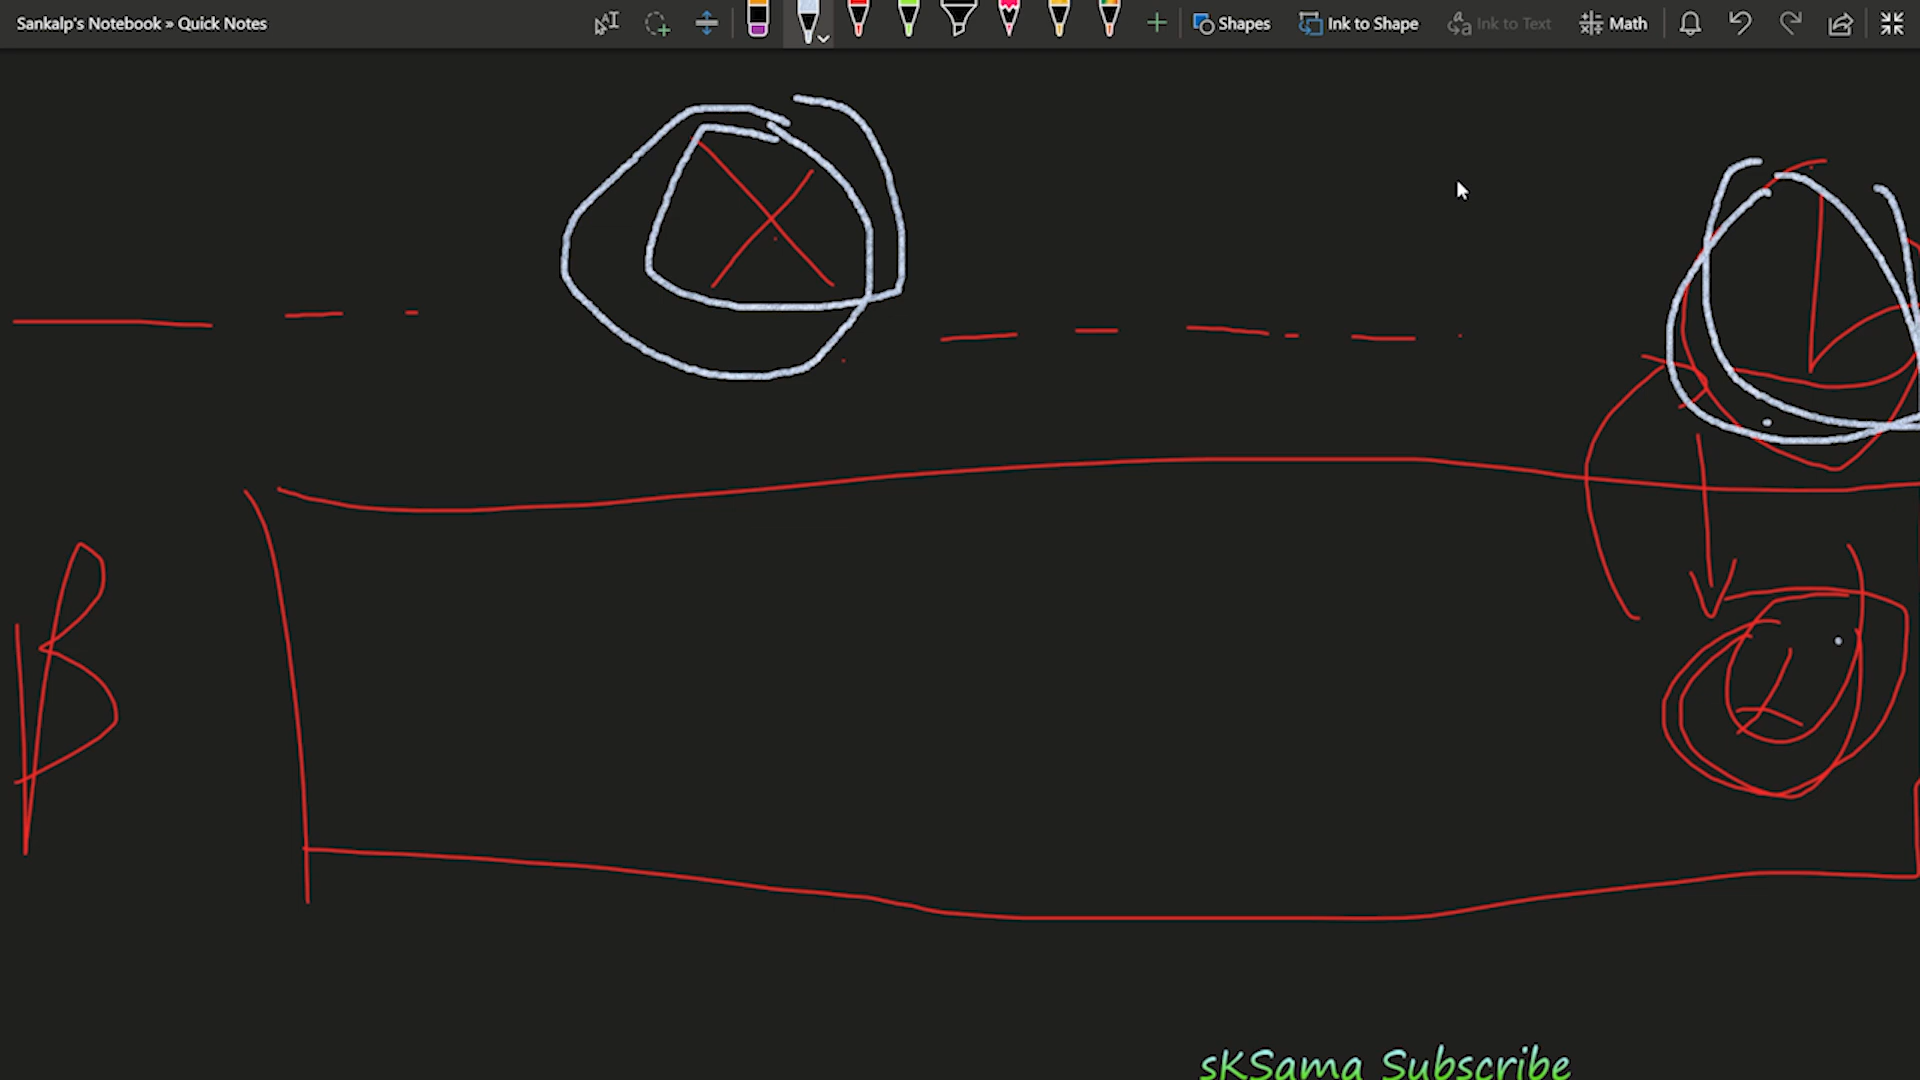 Sankalp's Notebook » Quick Notes
Shapes
Ink to Shape
Ink to Text
Math
X
B
sKSama Subscribe